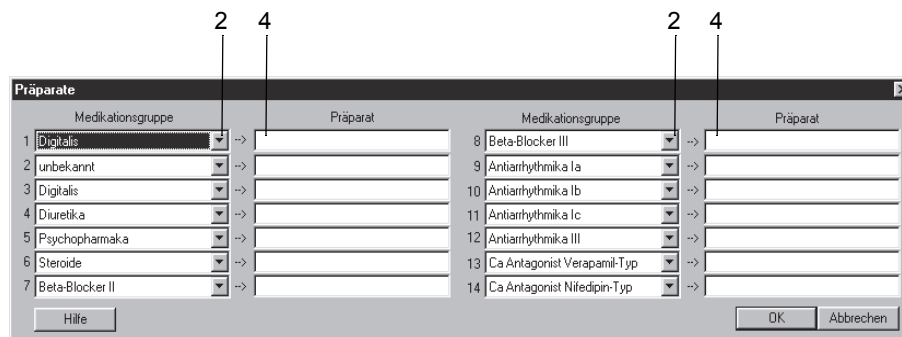 2 4 2 4
Präparate
Medikationsgruppe Präparat Medikationsgruppe Präparat
1 Digitalis --> 8 Beta-Blocker III -->
2 unbekannt --> 9 Antiarrhythmika Ia -->
3 Digitalis --> 10 Antiarrhythmika Ib -->
4 Diuretika --> 11 Antiarrhythmika Ic -->
5 Psychopharmaka --> 12 Antiarrhythmika III -->
6 Steroide --> 13 Ca Antagonist Verapamil-Typ -->
7 Beta-Blocker II --> 14 Ca Antagonist Nifedipin-Typ -->
Hilfe OK Abbrechen